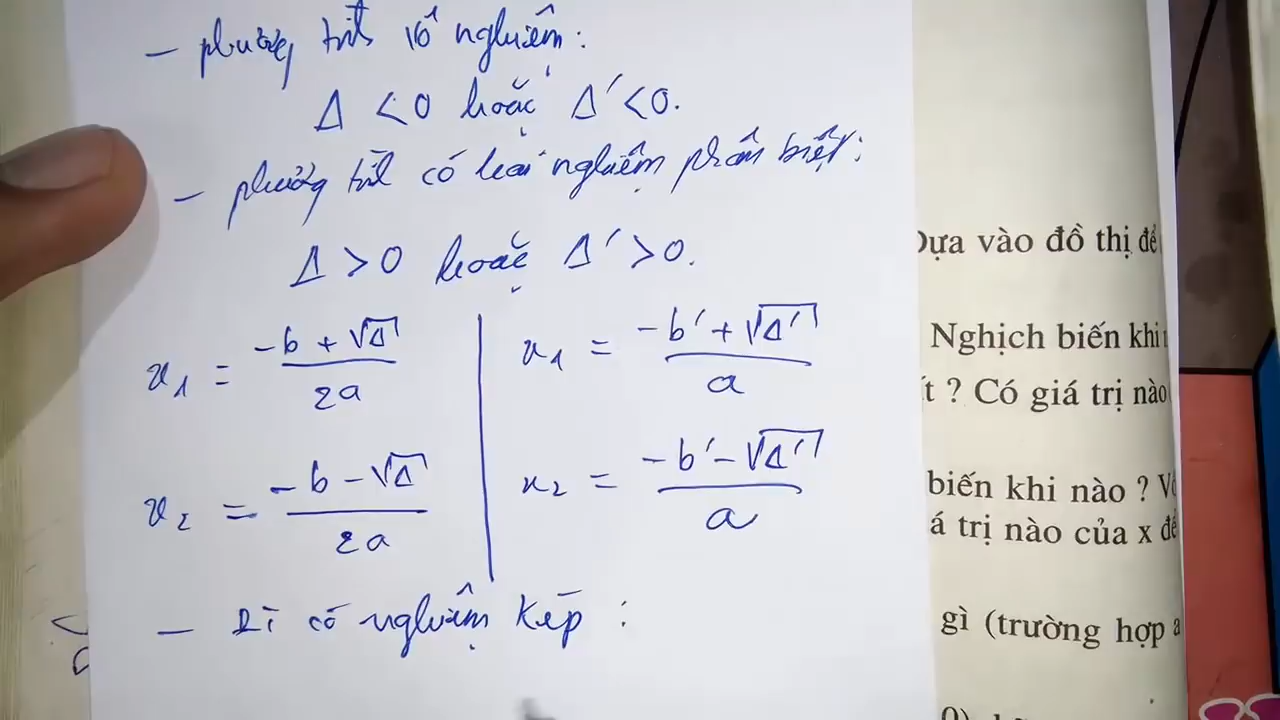 - phương trình vô nghiệm:
Δ < 0 hoặc Δ' < 0.
- phương trình có hai nghiệm phân biệt:
Δ > 0 hoặc Δ' > 0.
x₁ = (-b + √Δ) / 2a
x₁ = (-b' + √Δ') / a
x₂ = (-b - √Δ) / 2a
x₂ = (-b' - √Δ') / a
có nghiệm kép :
Dựa vào đồ thị để
Nghịch biến khi
? Có giá trị nào
biến khi nào ?
trị nào của x để
gì (trường hợp a